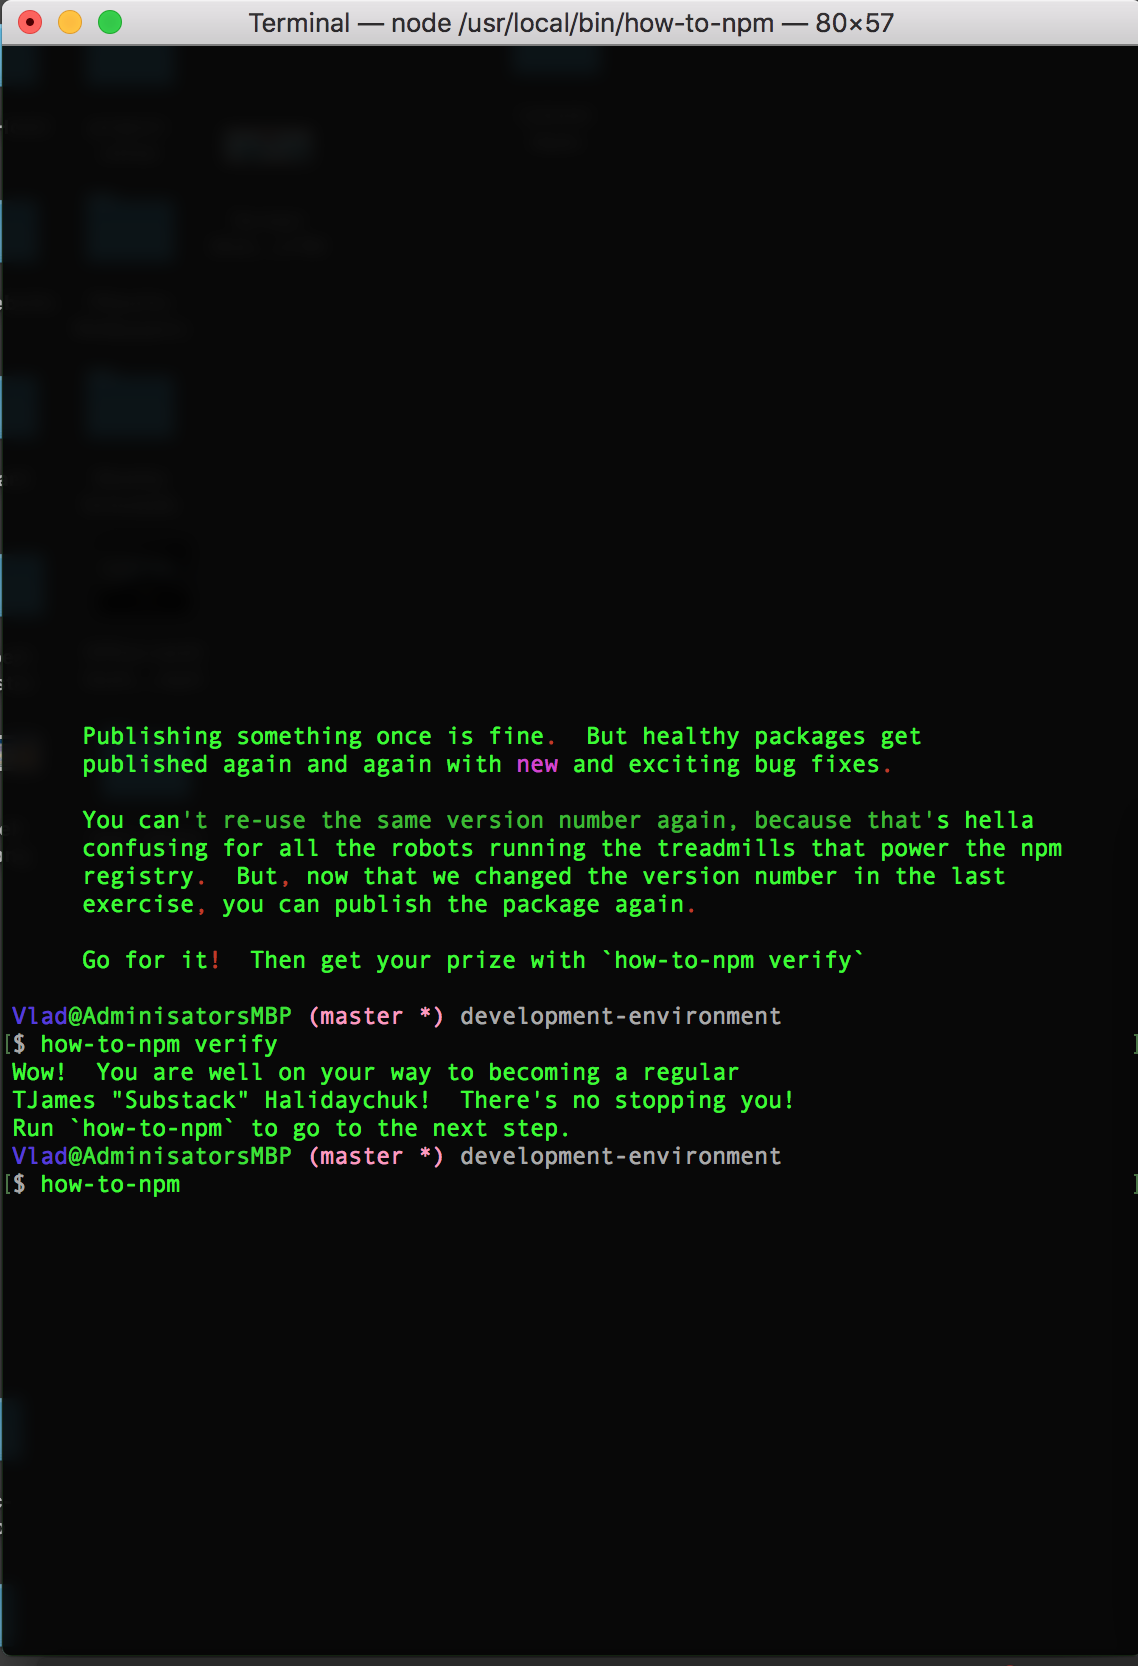 Terminal — node /usr/local/bin/how-to-npm — 80×57
Publishing something once is fine.  But healthy packages get
published again and again with new and exciting bug fixes.
You can't re-use the same version number again, because that's hella
confusing for all the robots running the treadmills that power the npm
registry.  But, now that we changed the version number in the last
exercise, you can publish the package again.
Go for it!  Then get your prize with `how-to-npm verify`
Vlad@AdminisatorsMBP (master *) development-environment
[$ how-to-npm verify ]
Wow!  You are well on your way to becoming a regular
TJames "Substack" Halidaychuk!  There's no stopping you!
Run `how-to-npm` to go to the next step.
Vlad@AdminisatorsMBP (master *) development-environment
[$ how-to-npm ]